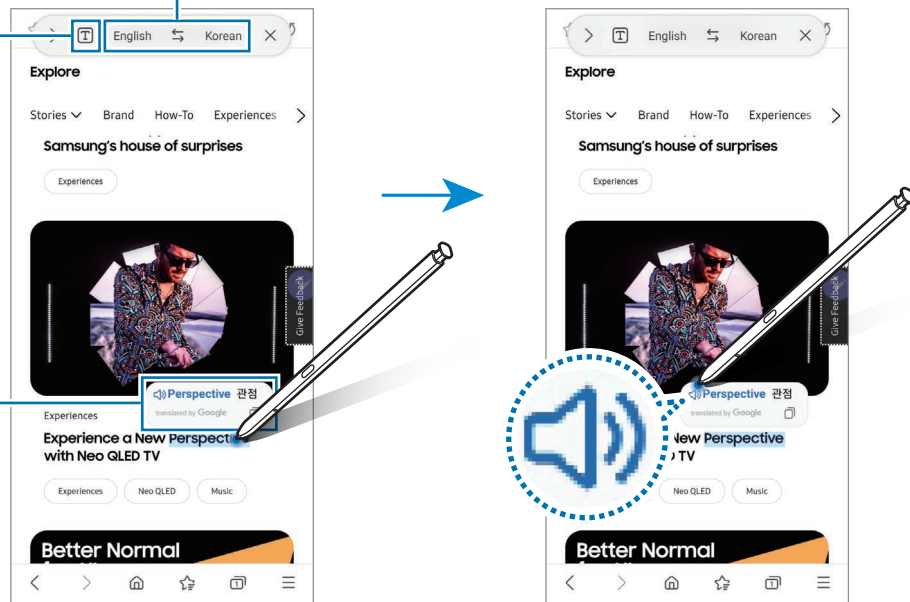 T English Korean
Explore
Stories Brand How-To Experiences
Samsung's house of surprises
Experiences
Give Feedback
Perspective 관점
translated by Google
Experiences
Experience a New Perspect
with Neo QLED TV
Experiences Neo QLED Music
Better Normal
1
T English Korean
Explore
Stories Brand How-To Experiences
Samsung's house of surprises
Experiences
Give Feedback
Perspective 관점
translated by Google
New Perspective
TV
Neo QLED Music
Better Normal
1